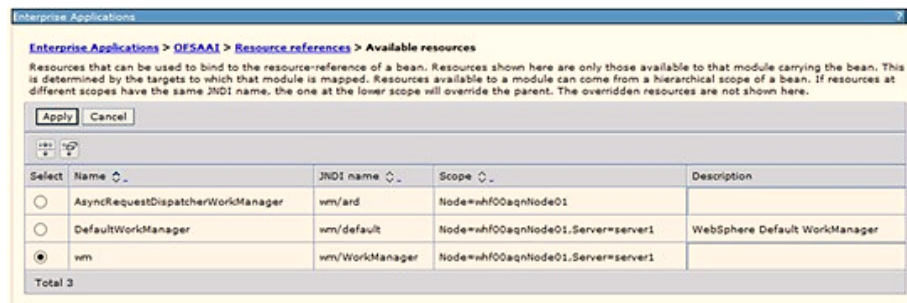 Enterprise Applications ?
Enterprise Applications > OFSAAI > Resource references > Available resources
Resources that can be used to bind to the resource-reference of a bean. Resources shown here are only those available to that module carrying the bean. This
is determined by the targets to which that module is mapped. Resources available to a module can come from a hierarchical scope of a bean. If resources at
different scopes have the same JNDI name, the one at the lower scope will override the parent. The overridden resources are not shown here.
Apply Cancel
Select Name JNDI name Scope Description
AsyncRequestDispatcherWorkManager wm/ard Node=whf00aqnNode01
DefaultWorkManager wm/default Node=whf00aqnNode01,Server=server1 WebSphere Default WorkManager
wm wm/WorkManager Node=whf00aqnNode01,Server=server1
Total 3